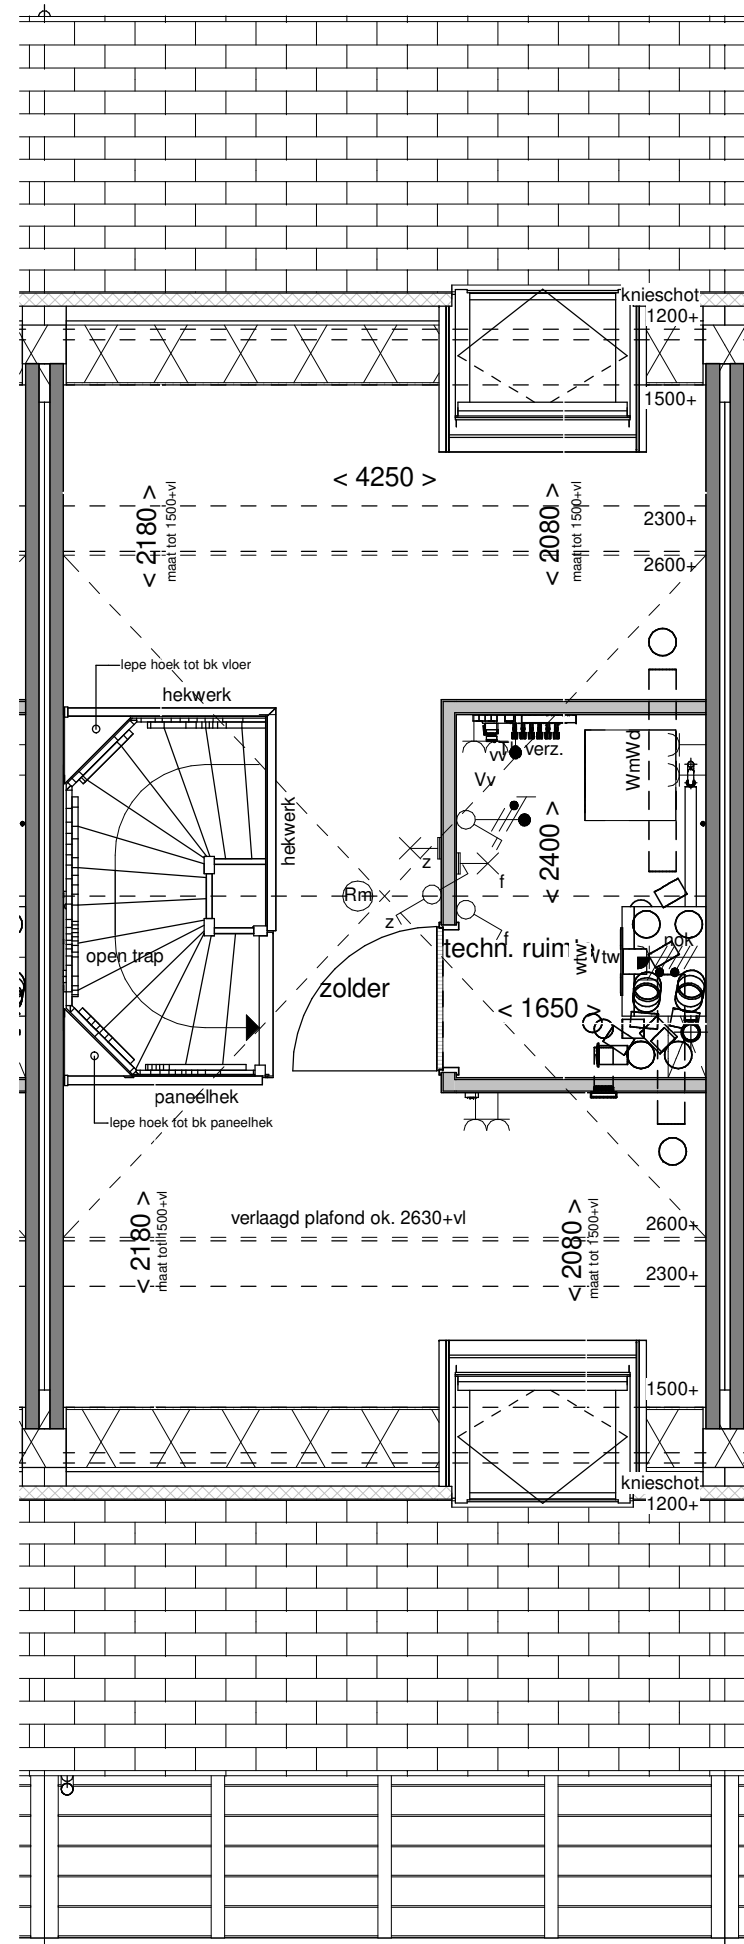 knieschot
1200+
1500+
< 4250 >
< 2180 >
maat tot 1500+vl
< 2080 >
maat tot 1500+vl
2300+
2600+
lepe hoek tot bk vloer
hekwerk
hekwerk
vv
verz.
Vv
WmWd
< 2400 >
z
f
Rm
z
f
open trap
techn. ruim
wtw
Wtw
nok
zolder
< 1650 >
paneelhek
lepe hoek tot bk paneelhek
< 2180 >
maat tot 1500+vl
verlaagd plafond ok. 2630+vl
< 2080 >
maat tot 1500+vl
2600+
2300+
1500+
knieschot
1200+